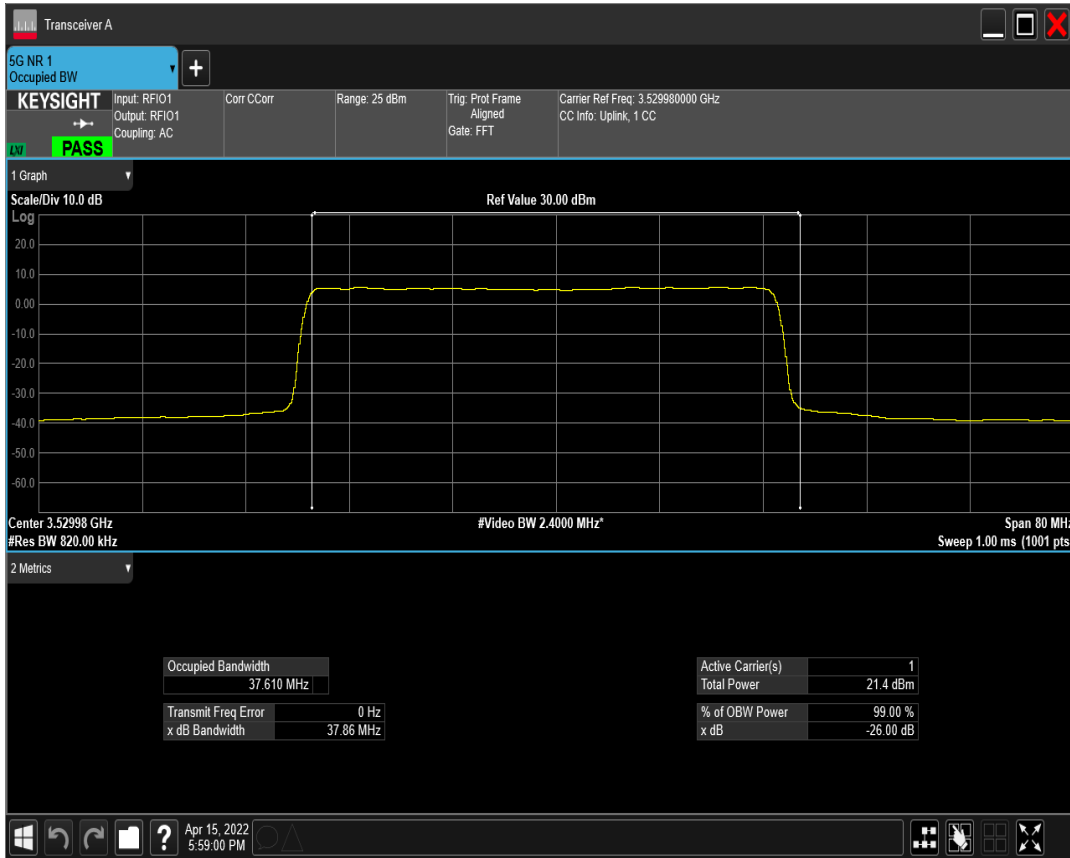 Transceiver A
5G NR 1
Occupied BW
+
KEYSIGHT
LXI
PASS
Input: RFIO1
Output: RFIO1
Coupling: AC
Corr CCorr
Range: 25 dBm
Trig: Prot Frame
Aligned
Gate: FFT
Carrier Ref Freq: 3.529980000 GHz
CC Info: Uplink, 1 CC
1 Graph
Scale/Div 10.0 dB
Ref Value 30.00 dBm
Log
20.0
10.0
0.00
-10.0
-20.0
-30.0
-40.0
-50.0
-60.0
Center 3.52998 GHz
#Video BW 2.4000 MHz*
Span 80 MHz
#Res BW 820.00 kHz
Sweep 1.00 ms (1001 pts
2 Metrics
Occupied Bandwidth
37.610 MHz
Transmit Freq Error 0 Hz
x dB Bandwidth 37.86 MHz
Active Carrier(s) 1
Total Power 21.4 dBm
% of OBW Power 99.00 %
x dB -26.00 dB
?
Apr 15, 2022
5:59:00 PM